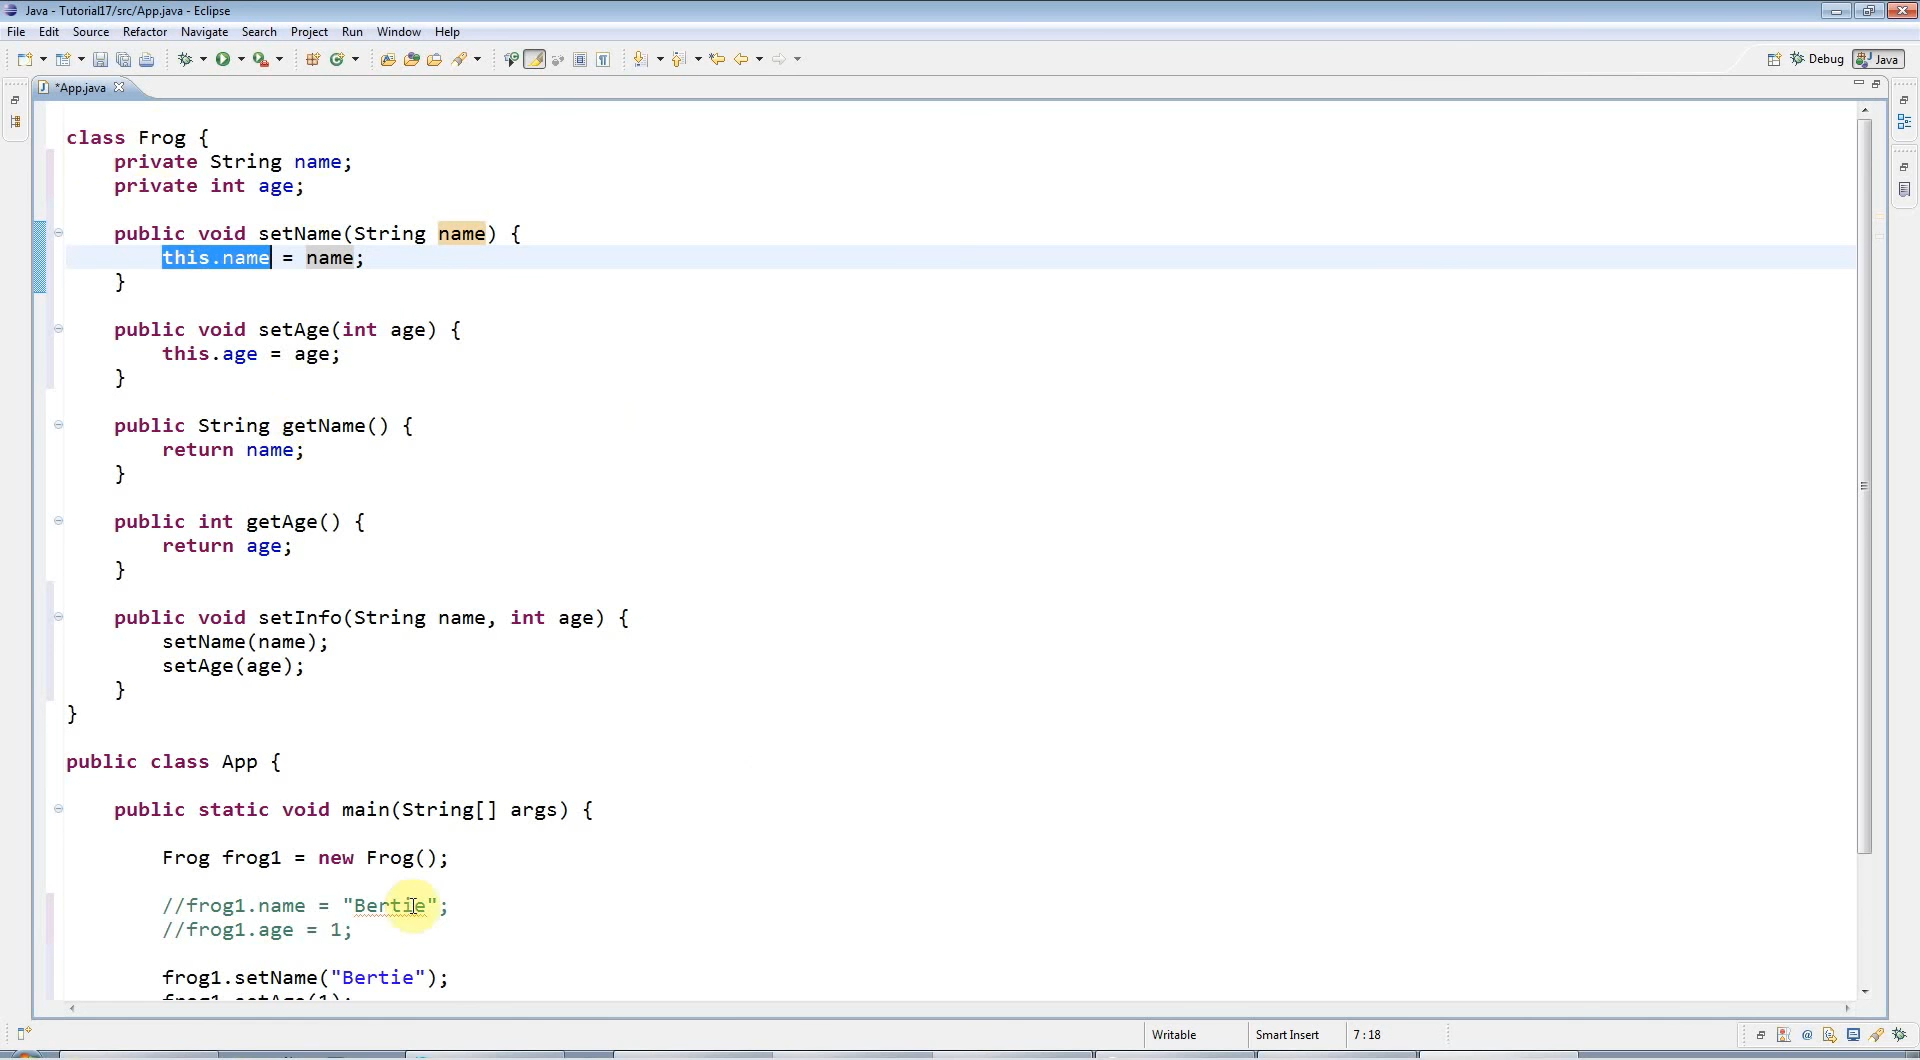 Java - Tutorial17/src/App.java - Eclipse
File Edit Source Refactor Navigate Search Project Run Window Help
Debug Java
*App.java
class Frog {
private String name;
private int age;
public void setName(String name) {
this.name = name;
}
public void setAge(int age) {
this.age = age;
}
public String getName() {
return name;
}
public int getAge() {
return age;
}
public void setInfo(String name, int age) {
setName(name);
setAge(age);
}
}
public class App {
public static void main(String[] args) {
Frog frog1 = new Frog();
//frog1.name = "Bertie";
//frog1.age = 1;
frog1.setName("Bertie");
frog1.setAge(1);
Writable Smart Insert 7:18